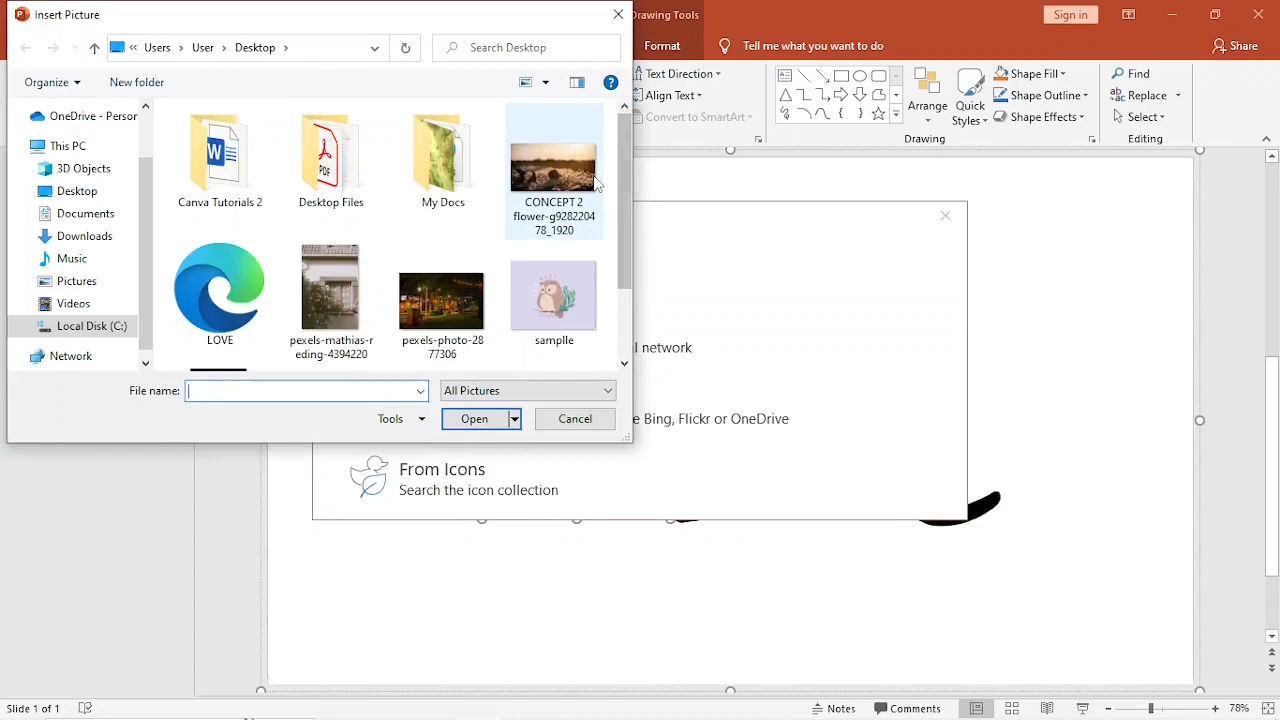 Insert Picture
Drawing Tools
Sign in
Users
User
Desktop
Search Desktop
Format
Tell me what you want to do
Share
Organize
New folder
Text Direction
Align Text
Convert to SmartArt
Arrange
Quick
Styles
Shape Fill
Shape Outline
Shape Effects
Drawing
Find
Replace
Select
Editing
OneDrive - Person
This PC
3D Objects
Desktop
Documents
Downloads
Music
Pictures
Videos
Local Disk (C:)
Network
Canva Tutorials 2
Desktop Files
My Docs
CONCEPT 2
flower-g9282204
78_1920
LOVE
pexels-mathias-r
eding-4394220
pexels-photo-28
77306
samplle
File name:
All Pictures
Tools
Open
Cancel
l network
e Bing, Flickr or OneDrive
From Icons
Search the icon collection
Slide 1 of 1
Notes
Comments
78%